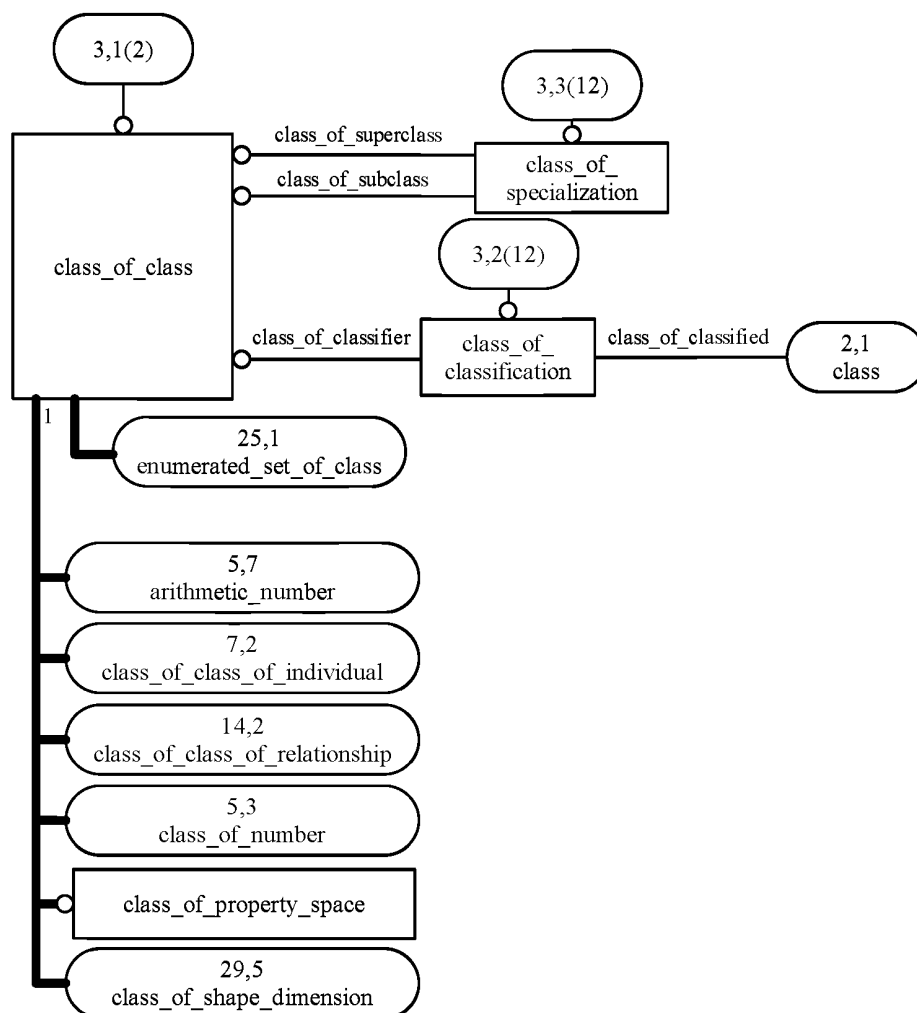 3,1(2)
3,3(12)
class_of_superclass
class_of_
specialization
class_of_subclass
3,2(12)
class_of_class
class_of_classifier
class_of_
classification
class_of_classified
2,1
class
1
25,1
enumerated_set_of_class
5,7
arithmetic_number
7,2
class_of_class_of_individual
14,2
class_of_class_of_relationship
5,3
class_of_number
class_of_property_space
29,5
class_of_shape_dimension